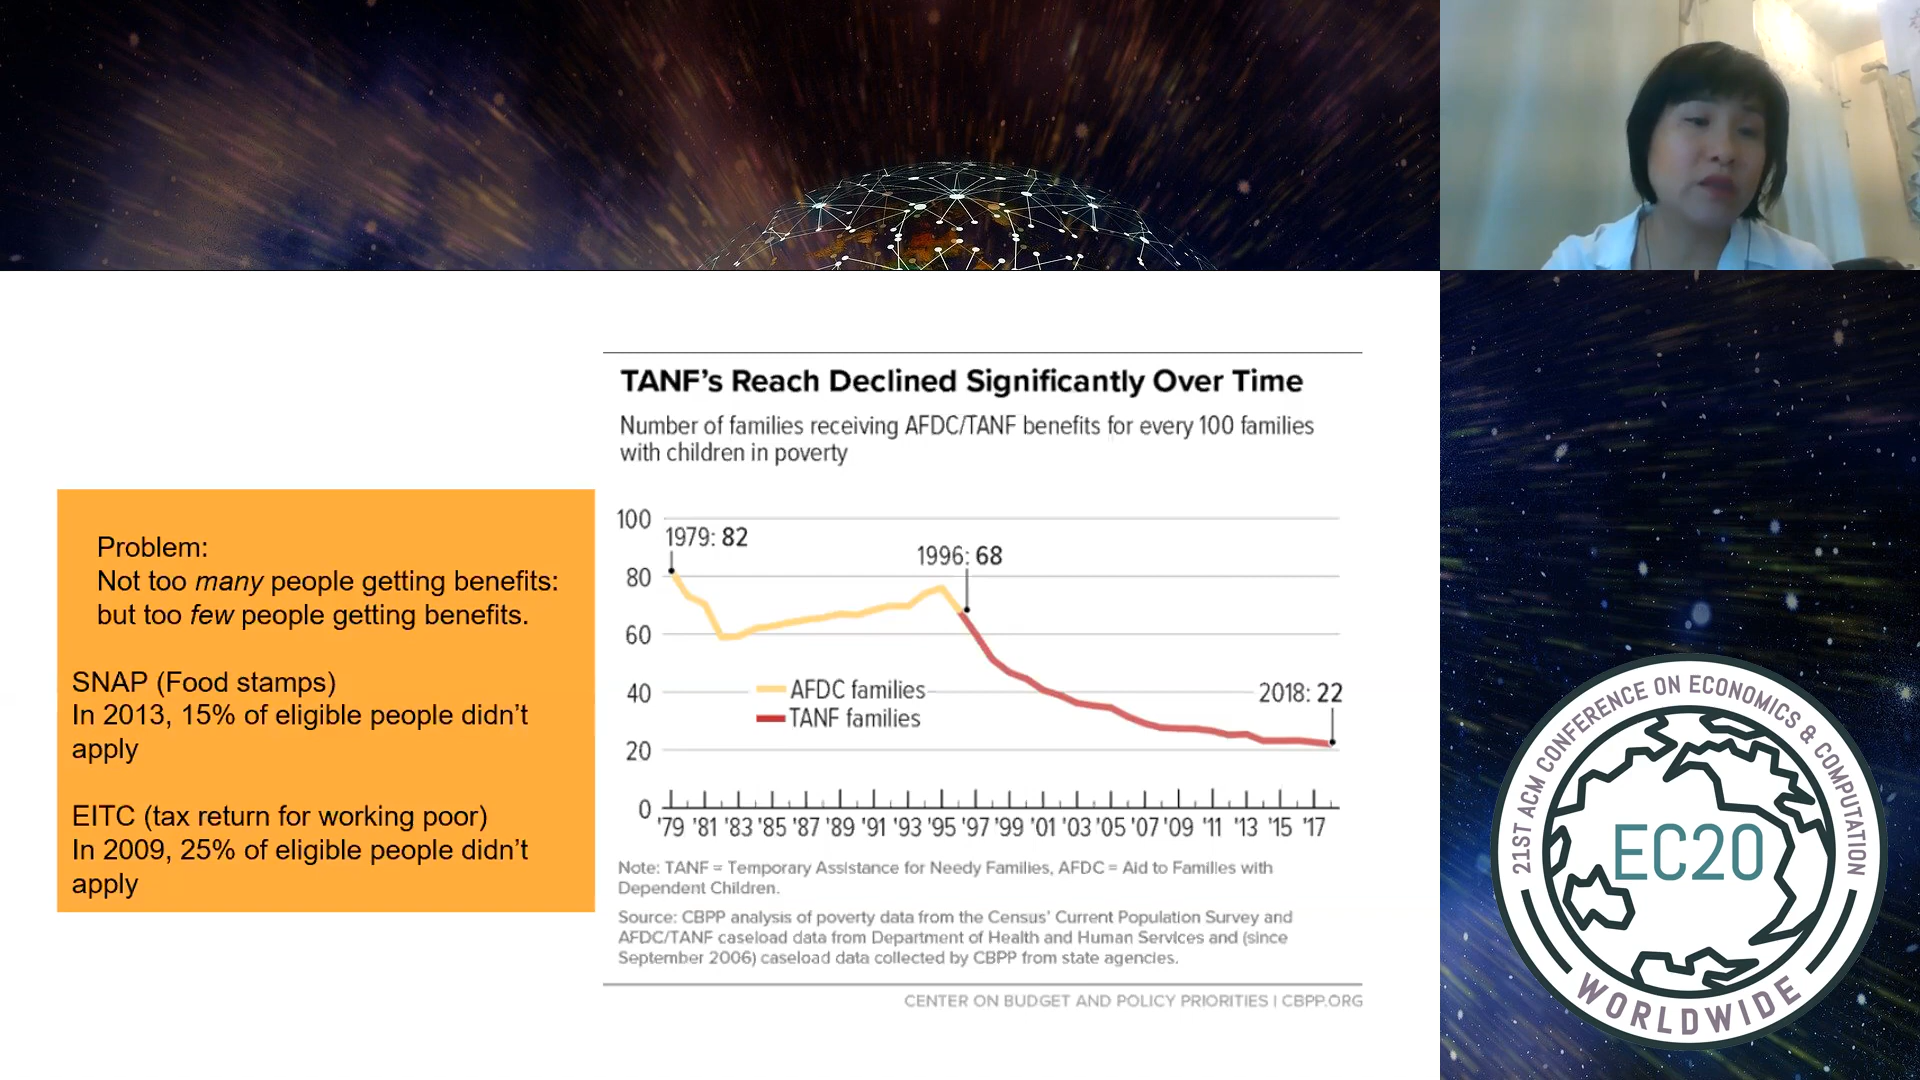 TANF's Reach Declined Significantly Over Time
Number of families receiving AFDC/TANF benefits for every 100 families
with children in poverty
Problem:
Not too many people getting benefits:
but too few people getting benefits.
SNAP (Food stamps)
In 2013, 15% of eligible people didn't
apply
EITC (tax return for working poor)
In 2009, 25% of eligible people didn't
apply
100
80
60
40
20
0
1979: 82
1996: 68
2018: 22
AFDC families
TANF families
'79 '81 '83 '85 '87 '89 '91 '93 '95 '97 '99 '01 '03 '05 '07 '09 '11 '13 '15 '17
Note: TANF = Temporary Assistance for Needy Families, AFDC = Aid to Families with
Dependent Children.
Source: CBPP analysis of poverty data from the Census' Current Population Survey and
AFDC/TANF caseload data from Department of Health and Human Services and (since
September 2006) caseload data collected by CBPP from state agencies.
CENTER ON BUDGET AND POLICY PRIORITIES | CBPP.ORG
21ST ACM CONFERENCE ON ECONOMICS & COMPUTATION
EC20
WORLDWIDE